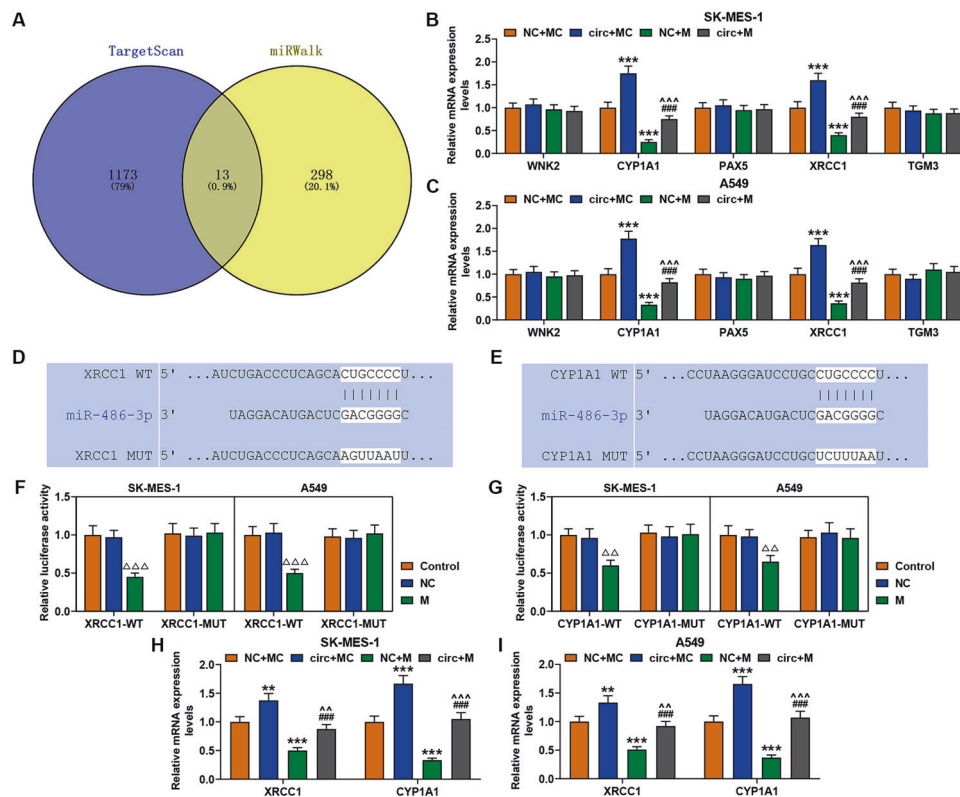 A
TargetScan
miRWalk
1173
(79%)
13
(0.9%)
298
(20.1%)
B
SK-MES-1
NC+MC circ+MC NC+M circ+M
Relative mRNA expression levels
2.5
2.0
1.5
1.0
0.5
0.0
*** *** ^^^ ### *** *** ^^^ ###
WNK2 CYP1A1 PAX5 XRCC1 TGM3
C
A549
NC+MC circ+MC NC+M circ+M
Relative mRNA expression levels
2.5
2.0
1.5
1.0
0.5
0.0
*** *** ^^^ ### *** *** ^^^ ###
WNK2 CYP1A1 PAX5 XRCC1 TGM3
D
XRCC1 WT 5' ...AUCUGACCCUCAGCACUGCCCCU...
| | | | | | |
miR-486-3p 3' UAGGACAUGACUCGACGGGGC
XRCC1 MUT 5' ...AUCUGACCCUCAGCAAGUUAAUU...
E
CYP1A1 WT 5' ...CCUAAGGGAUCCUGCCUGCCCCU...
| | | | | | |
miR-486-3p 3' UAGGACAUGACUCGACGGGGC
CYP1A1 MUT 5' ...CCUAAGGGAUCCUGCUCUUUAAU...
F
SK-MES-1 A549
Relative luciferase activity
1.5
1.0
0.5
0.0
△△△ △△△
XRCC1-WT XRCC1-MUT XRCC1-WT XRCC1-MUT
Control
NC
M
G
SK-MES-1 A549
Relative luciferase activity
1.5
1.0
0.5
0.0
△△ △△
CYP1A1-WT CYP1A1-MUT CYP1A1-WT CYP1A1-MUT
Control
NC
M
H
SK-MES-1
NC+MC circ+MC NC+M circ+M
Relative mRNA expression levels
2.0
1.5
1.0
0.5
0.0
** *** ^^ ### *** *** ^^^ ###
XRCC1 CYP1A1
I
A549
NC+MC circ+MC NC+M circ+M
Relative mRNA expression levels
2.0
1.5
1.0
0.5
0.0
** *** ^^ ### *** *** ^^^ ###
XRCC1 CYP1A1